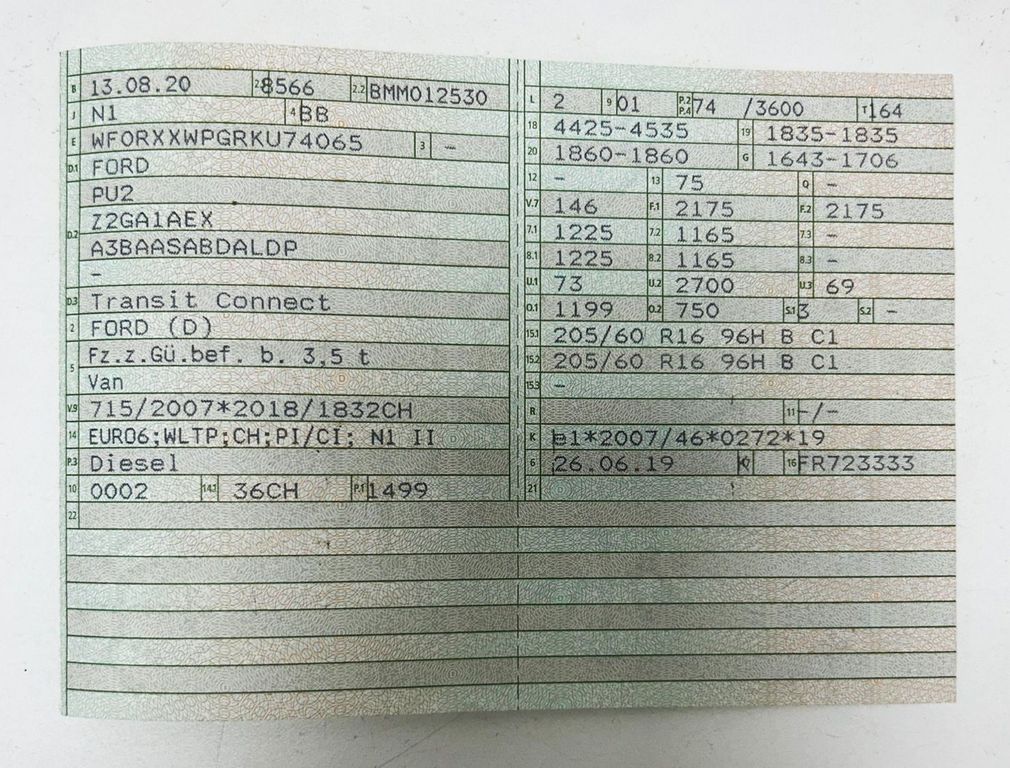 B 13.08.20 2.1 8566 2.2 BMM012530
J N1 4 BB
E WF0RXXWPGRKU74065 3 –
D.1 FORD
PU2
D.2 Z2GA1AEX
A3BAASABDALDP
–
D.3 Transit Connect
2 FORD (D)
5 Fz.z.Gü.bef. b. 3,5 t
Van
V.9 715/2007*2018/1832CH
14 EURO6;WLTP;CH;PI/CI; N1 II
P.3 Diesel
10 0002 14.1 36CH P.1 1499
22
L 2 9 01 P.2 P.4 74 /3600 T 164
18 4425-4535 19 1835-1835
20 1860-1860 G 1643-1706
12 – 13 75 Q –
V.7 146 F.1 2175 F.2 2175
7.1 1225 7.2 1165 7.3 –
8.1 1225 8.2 1165 8.3 –
U.1 73 U.2 2700 U.3 69
O.1 1199 O.2 750 S.1 3 S.2 –
15.1 205/60 R16 96H B C1
15.2 205/60 R16 96H B C1
15.3 –
R 11 –/–
K e1*2007/46*0272*19
6 26.06.19 17 16 FR723333
21